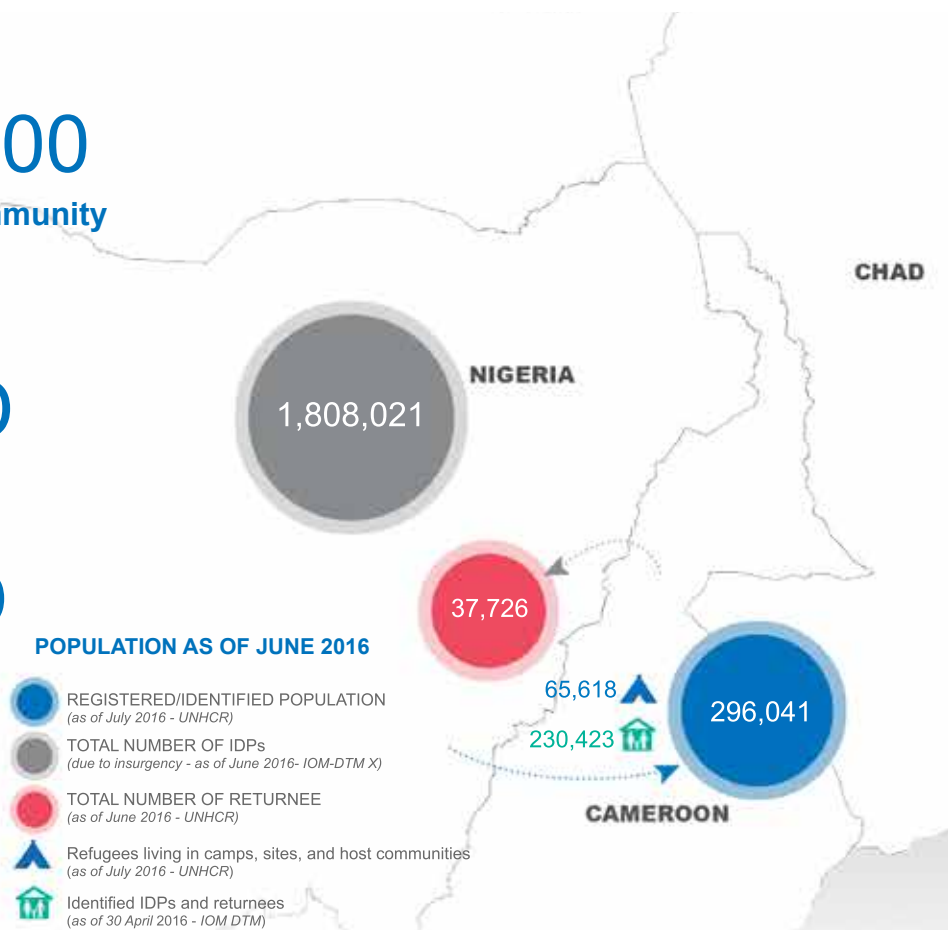 00
munity
CHAD
NIGERIA
1,808,021
37,726
POPULATION AS OF JUNE 2016
65,618
296,041
230,423
CAMEROON
REGISTERED/IDENTIFIED POPULATION
(as of July 2016 - UNHCR)
TOTAL NUMBER OF IDPs
(due to insurgency - as of June 2016- IOM-DTM X)
TOTAL NUMBER OF RETURNEE
(as of June 2016 - UNHCR)
Refugees living in camps, sites, and host communities
(as of July 2016 - UNHCR)
Identified IDPs and returnees
(as of 30 April 2016 - IOM DTM)